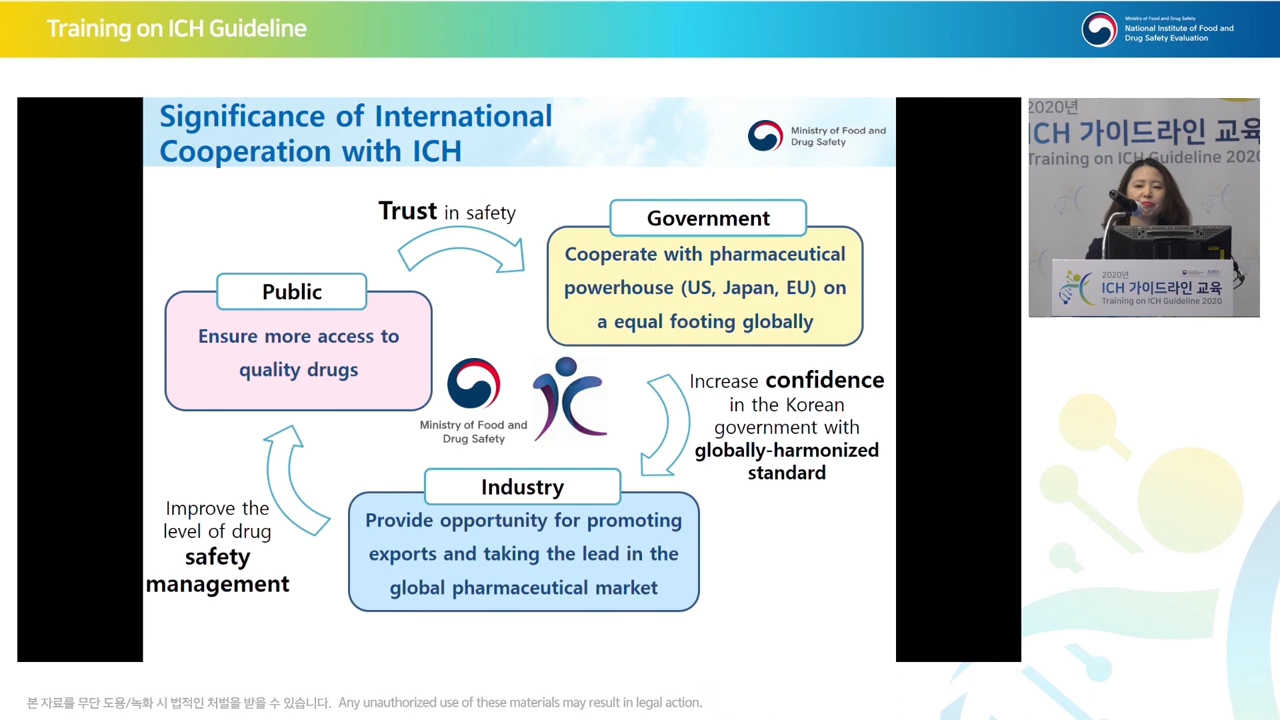 Training on ICH Guideline
Ministry of Food and Drug Safety
National Institute of Food and
Drug Safety Evaluation
Significance of International
Cooperation with ICH
Ministry of Food and
Drug Safety
Trust in safety
Government
Cooperate with pharmaceutical
powerhouse (US, Japan, EU) on
a equal footing globally
Public
Ensure more access to
quality drugs
Ministry of Food and
Drug Safety
Increase confidence
in the Korean
government with
globally-harmonized
standard
Industry
Provide opportunity for promoting
exports and taking the lead in the
global pharmaceutical market
Improve the
level of drug
safety
management
2020년
ICH 가이드라인 교육
Training on ICH Guideline 2020
2020년
ICH 가이드라인 교육
Training on ICH Guideline 2020
본 자료를 무단 도용/녹화 시 법적인 처벌을 받을 수 있습니다. Any unauthorized use of these materials may result in legal action.